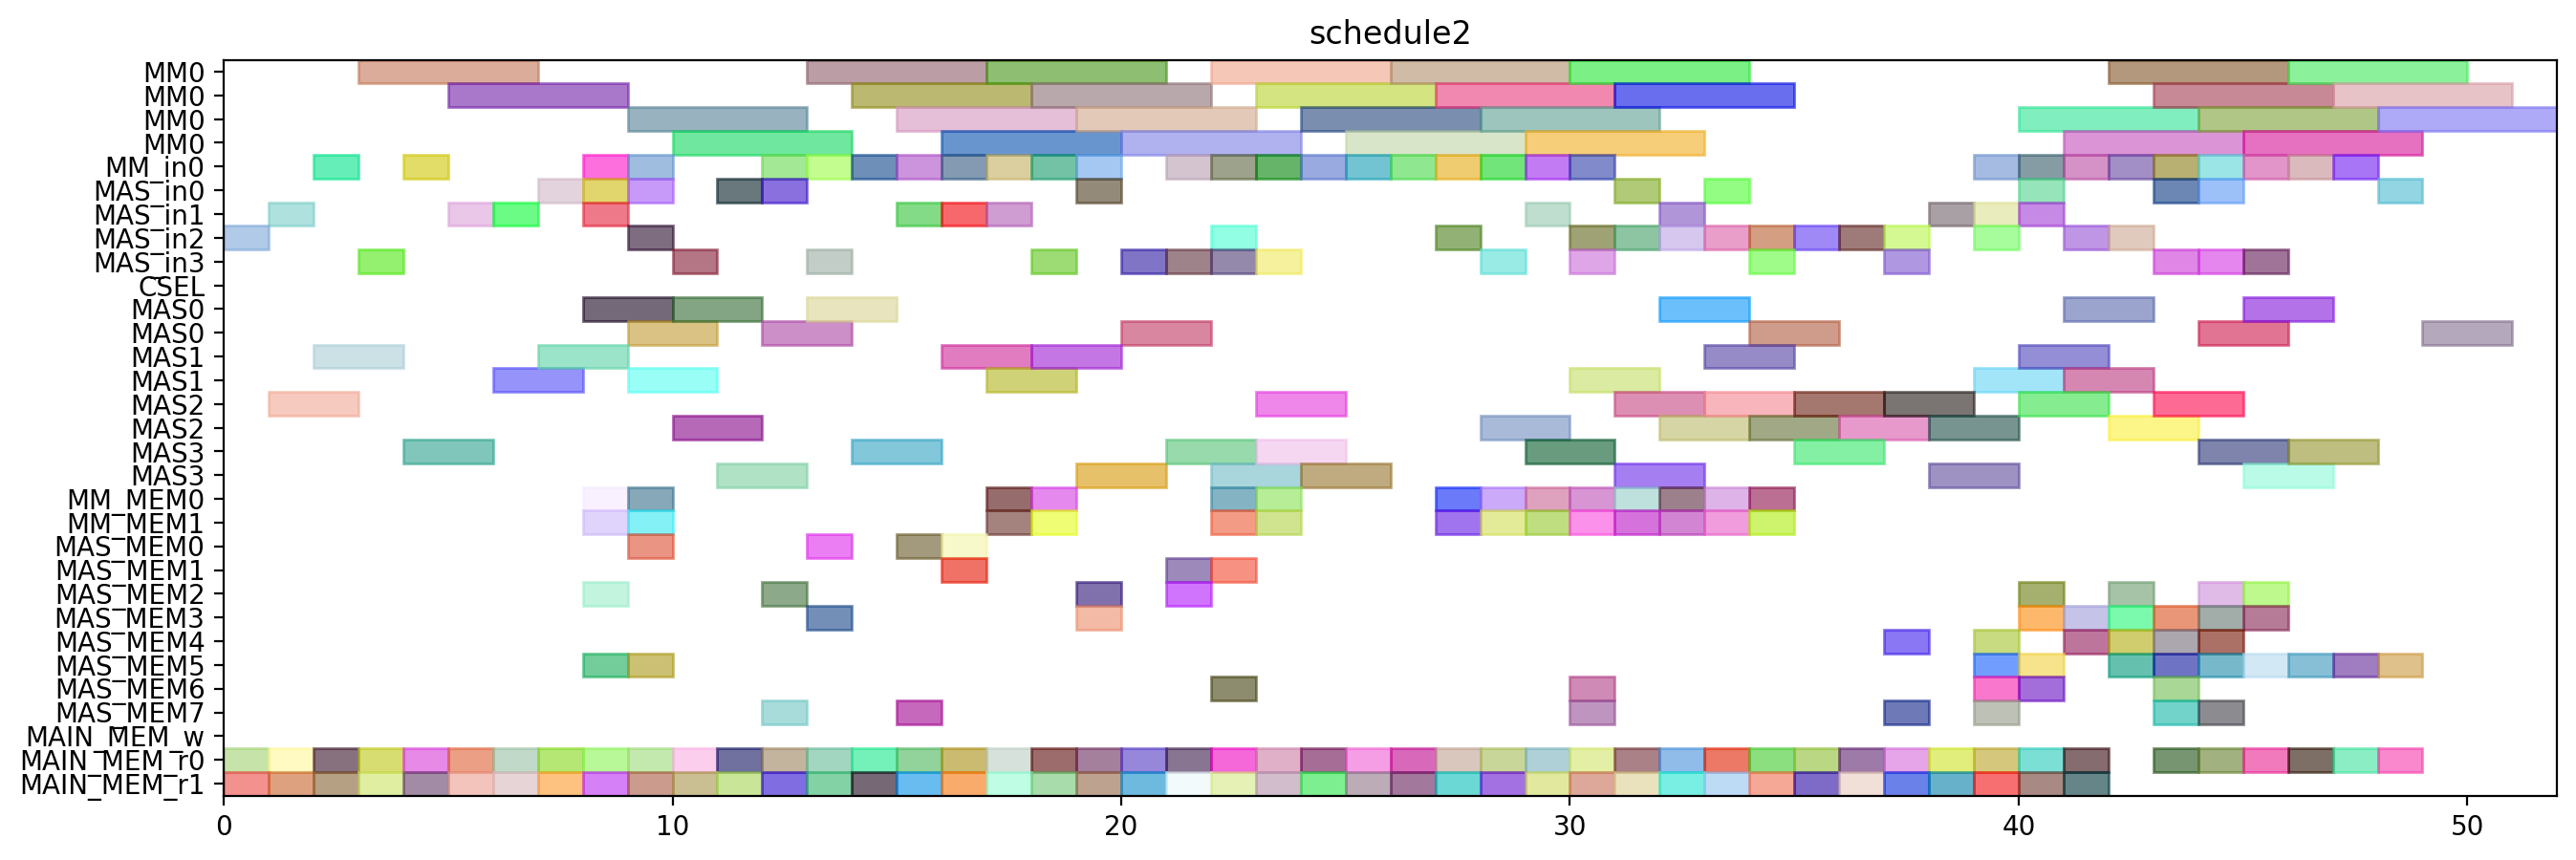 schedule2
MM0
MM0
MM0
MM0
MM_in0
MAS_in0
MAS_in1
MAS_in2
MAS_in3
CSEL
MAS0
MAS0
MAS1
MAS1
MAS2
MAS2
MAS3
MAS3
MM_MEM0
MM_MEM1
MAS_MEM0
MAS_MEM1
MAS_MEM2
MAS_MEM3
MAS_MEM4
MAS_MEM5
MAS_MEM6
MAS_MEM7
MAIN_MEM_w
MAIN_MEM_r0
MAIN_MEM_r1
0 10 20 30 40 50